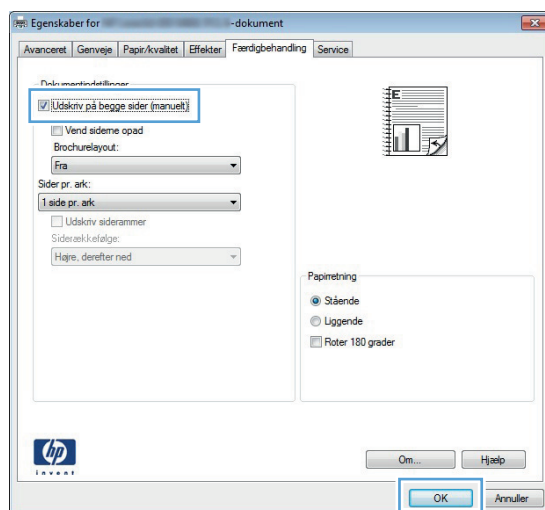 Egenskaber for -dokument
Avanceret Genveje Papir/kvalitet Effekter Færdigbehandling Service
Dokumentindstillinger
Udskriv på begge sider (manuelt)
Vend siderne opad
Brochurelayout:
Fra
Sider pr. ark:
1 side pr. ark
Udskriv siderammer
Siderækkefølge:
Højre, derefter ned
E
Papirretning
Stående
Liggende
Roter 180 grader
hp
invent
Om... Hjælp
OK Annuller